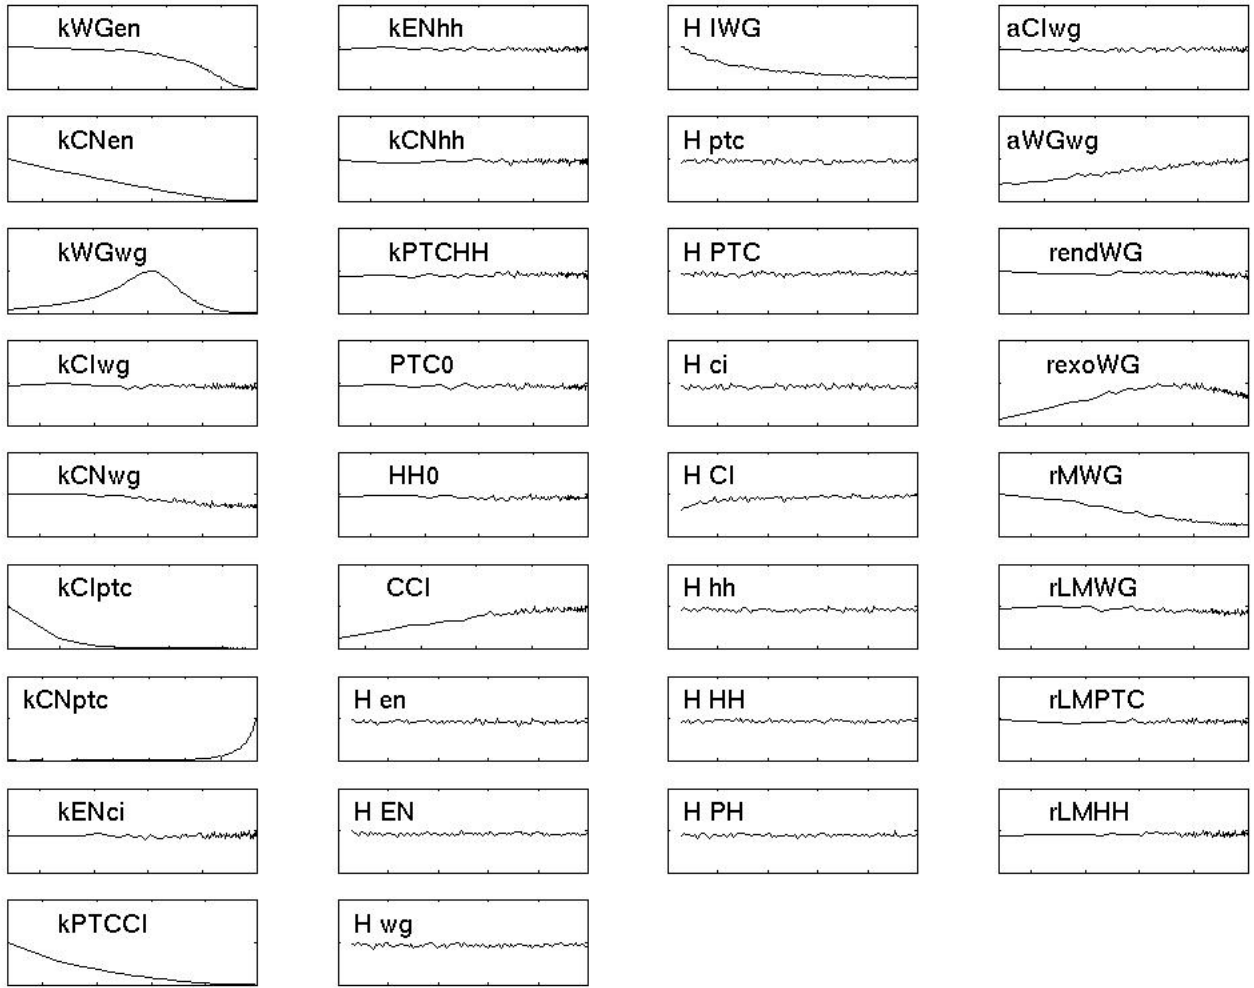 kWGen
kENhh
H IWG
aCIwg
kCNen
kCNhh
H ptc
aWGwg
kWGwg
kPTCHH
H PTC
rendWG
kCIwg
PTC0
H ci
rexoWG
kCNwg
HH0
H CI
rMWG
kCIptc
CCI
H hh
rLMWG
kCNptc
H en
H HH
rLMPTC
kENci
H EN
H PH
rLMHH
kPTCCI
H wg